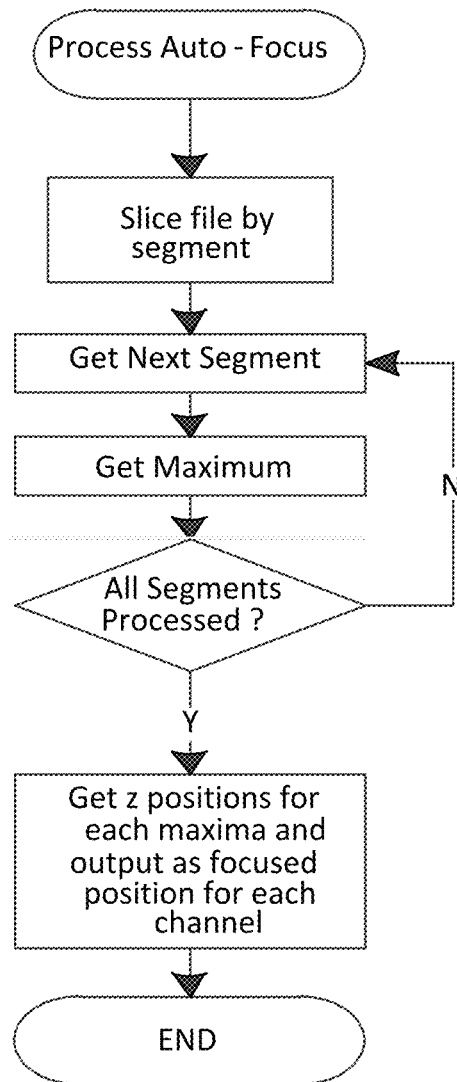 Process Auto - Focus
Slice file by
segment
Get Next Segment
Get Maximum
N
All Segments
Processed ?
Y
Get z positions for
each maxima and
output as focused
position for each
channel
END